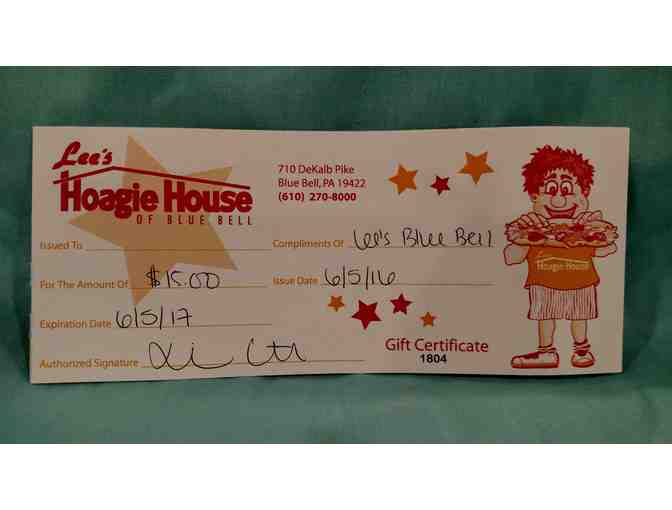 Lee's
Hoagie House
OF BLUE BELL
710 DeKalb Pike
Blue Bell, PA 19422
(610) 270-8000
Issued To
Compliments Of Lee's Blue Bell
For The Amount Of $15.00
Issue Date 6/5/16
Expiration Date 6/5/17
Authorized Signature
Gift Certificate
1804
Hoagie House